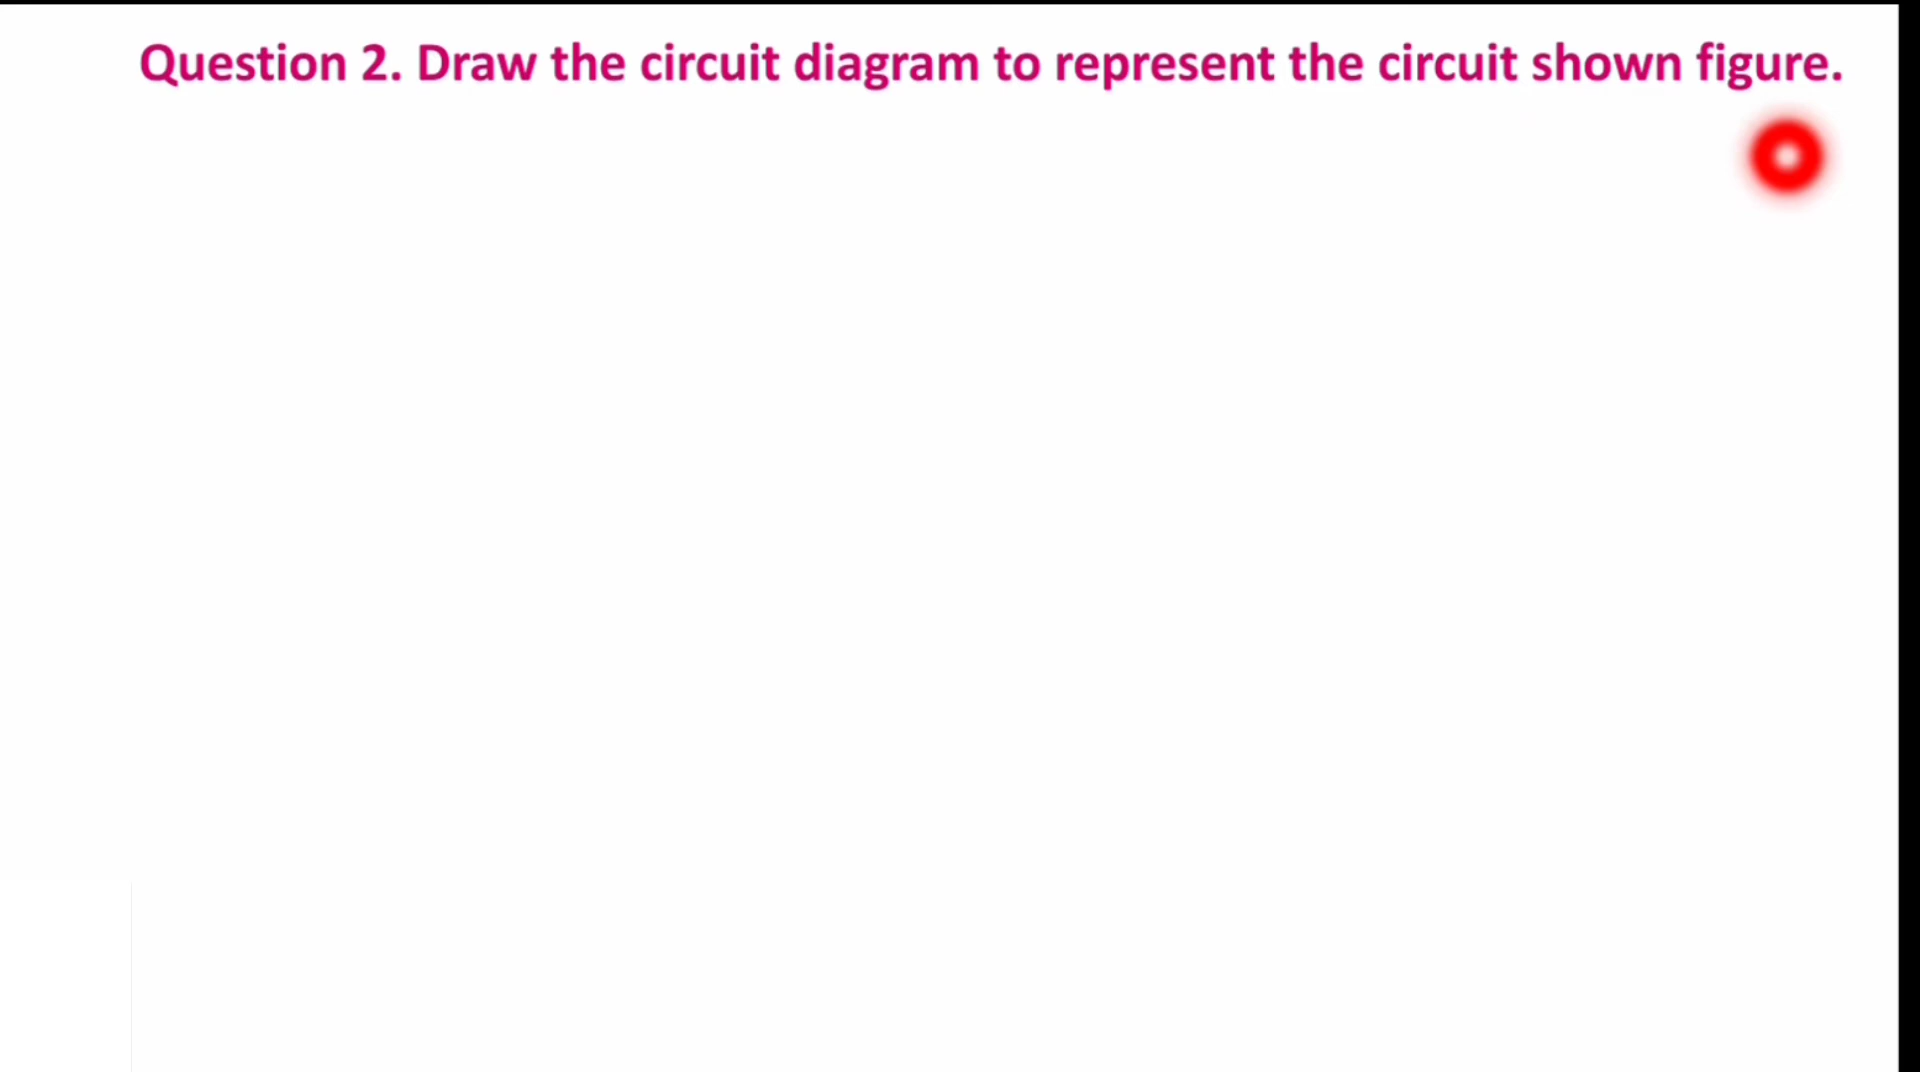 Question 2. Draw the circuit diagram to represent the circuit shown figure.